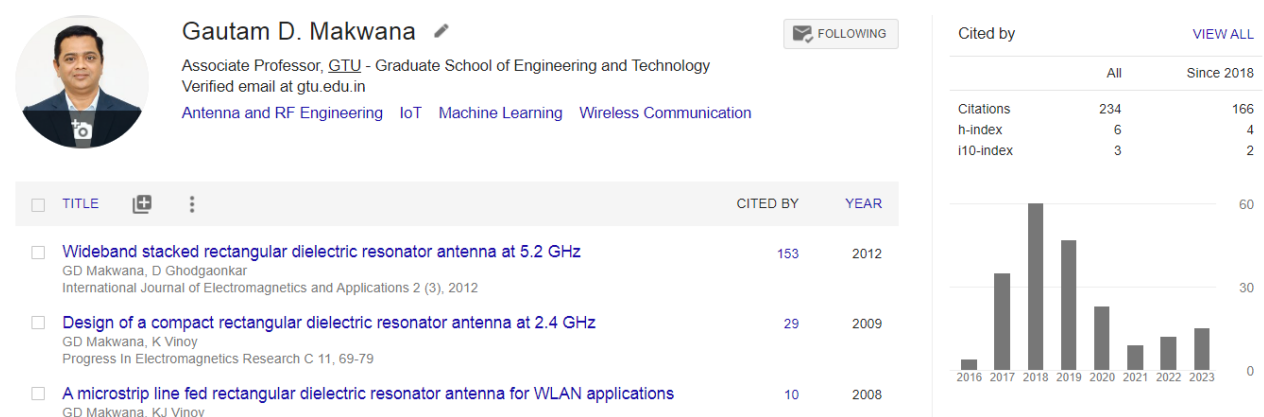 Gautam D. Makwana
FOLLOWING
Associate Professor, GTU - Graduate School of Engineering and Technology
Verified email at gtu.edu.in
Antenna and RF Engineering IoT Machine Learning Wireless Communication
TITLE CITED BY YEAR
Wideband stacked rectangular dielectric resonator antenna at 5.2 GHz 153 2012
GD Makwana, D Ghodgaonkar
International Journal of Electromagnetics and Applications 2 (3), 2012
Design of a compact rectangular dielectric resonator antenna at 2.4 GHz 29 2009
GD Makwana, K Vinoy
Progress In Electromagnetics Research C 11, 69-79
A microstrip line fed rectangular dielectric resonator antenna for WLAN applications 10 2008
GD Makwana, KJ Vinoy
Cited by VIEW ALL
All Since 2018
Citations 234 166
h-index 6 4
i10-index 3 2
60
30
0
2016 2017 2018 2019 2020 2021 2022 2023